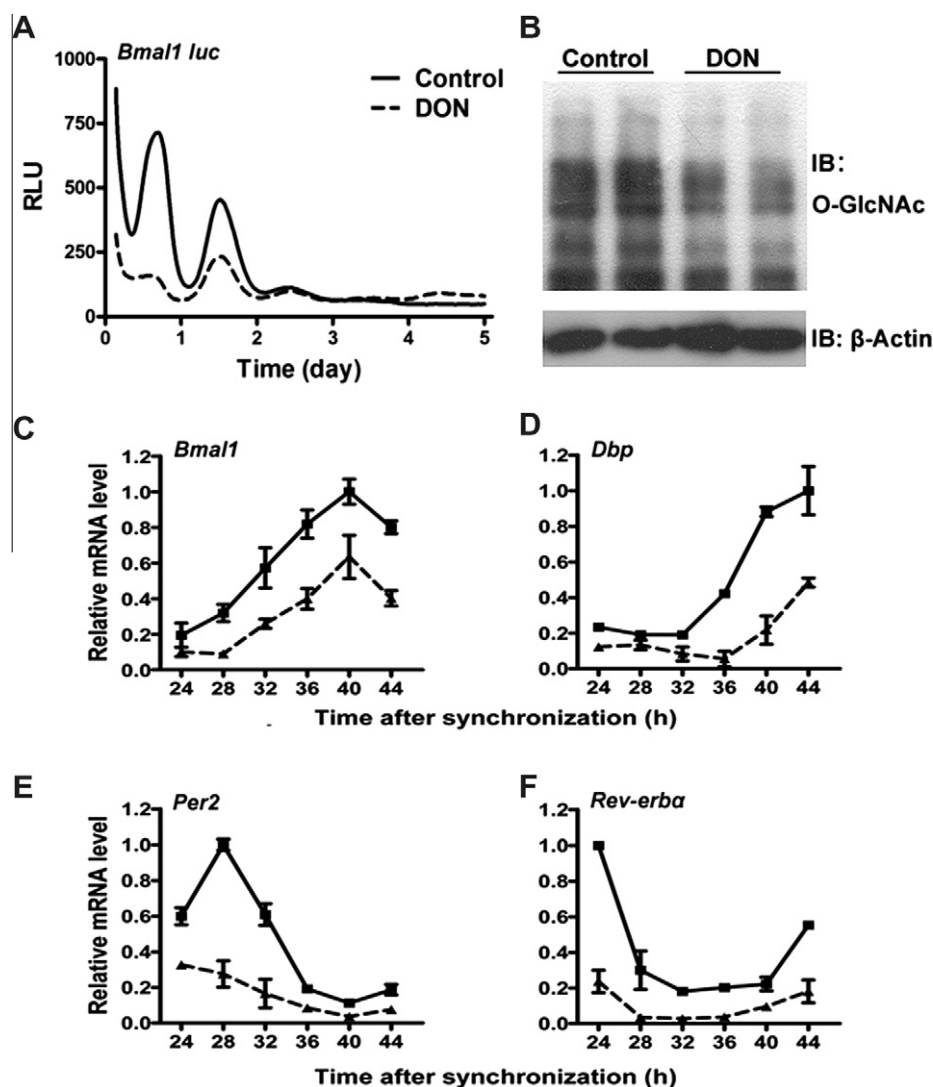 A
Bmal1 luc
1000
750
500
250
0
RLU
Control
DON
0 1 2 3 4 5
Time (day)
B
Control DON
IB:
O-GlcNAc
IB: β-Actin
C
Bmal1
Relative mRNA level
1.2
1.0
0.8
0.6
0.4
0.2
0.0
24 28 32 36 40 44
D
Dbp
1.2
1.0
0.8
0.6
0.4
0.2
0.0
24 28 32 36 40 44
Time after synchronization (h)
E
Per2
Relative mRNA level
1.2
1.0
0.8
0.6
0.4
0.2
0.0
24 28 32 36 40 44
F
Rev-erbα
1.2
1.0
0.8
0.6
0.4
0.2
0.0
24 28 32 36 40 44
Time after synchronization (h)